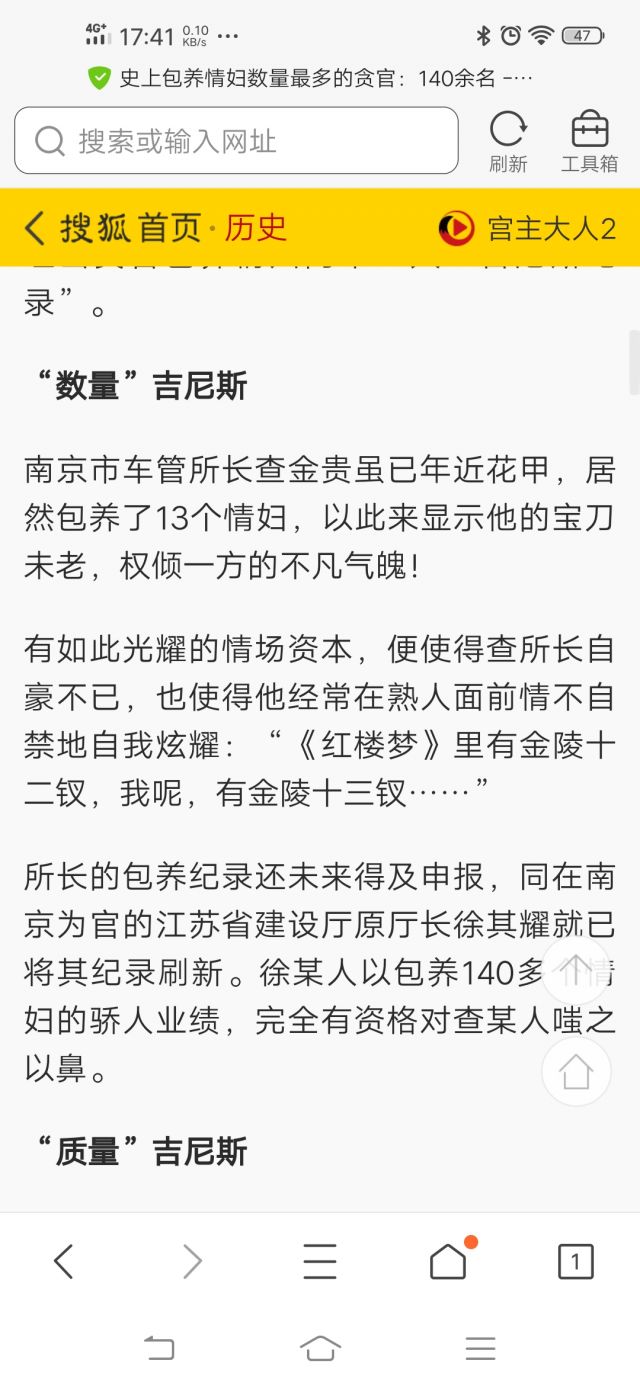 4G+ 17:41 0.10 KB/s ··· 47
史上包养情妇数量最多的贪官：140余名 –···
搜索或输入网址
刷新 工具箱
搜狐首页·历史 宫主大人2
录”。
“数量”吉尼斯
南京市车管所长查金贵虽已年近花甲，居
然包养了13个情妇，以此来显示他的宝刀
未老，权倾一方的不凡气魄！
有如此光耀的情场资本，便使得查所长自
豪不已，也使得他经常在熟人面前情不自
禁地自我炫耀：“《红楼梦》里有金陵十
二钗，我呢，有金陵十三钗……”
所长的包养纪录还未来得及申报，同在南
京为官的江苏省建设厅原厅长徐其耀就已
将其纪录刷新。徐某人以包养140多个情
妇的骄人业绩，完全有资格对查某人嗤之
以鼻。
“质量”吉尼斯
1